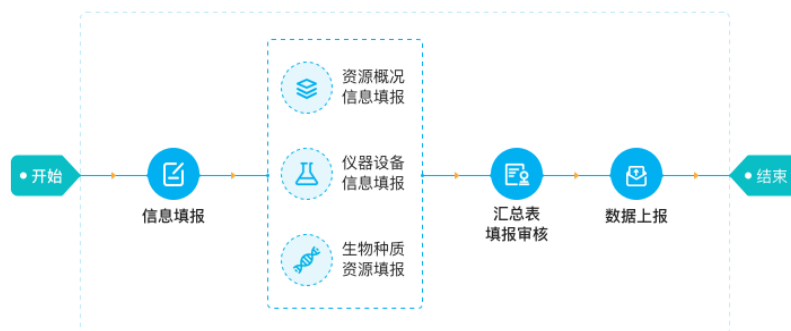 开始
信息填报
资源概况
信息填报
仪器设备
信息填报
生物种质
资源填报
汇总表
填报审核
数据上报
结束